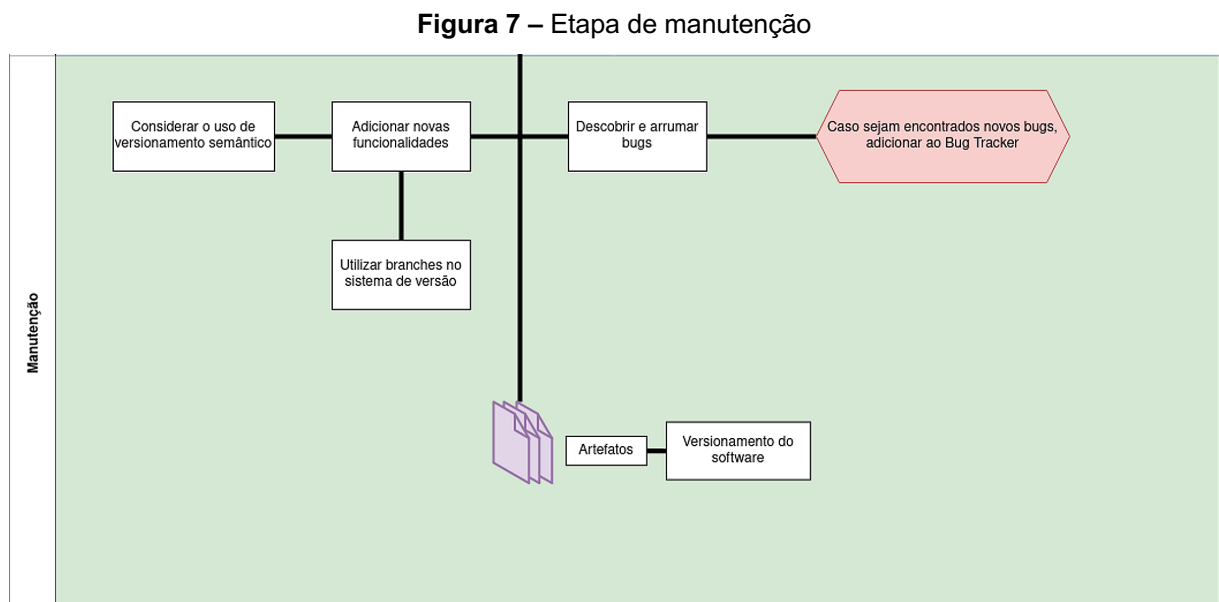 Figura 7 – Etapa de manutenção
Considerar o uso de
versionamento semântico
Adicionar novas
funcionalidades
Descobrir e arrumar
bugs
Caso sejam encontrados novos bugs,
adicionar ao Bug Tracker
Utilizar branches no
sistema de versão
Manutenção
Artefatos
Versionamento do
software